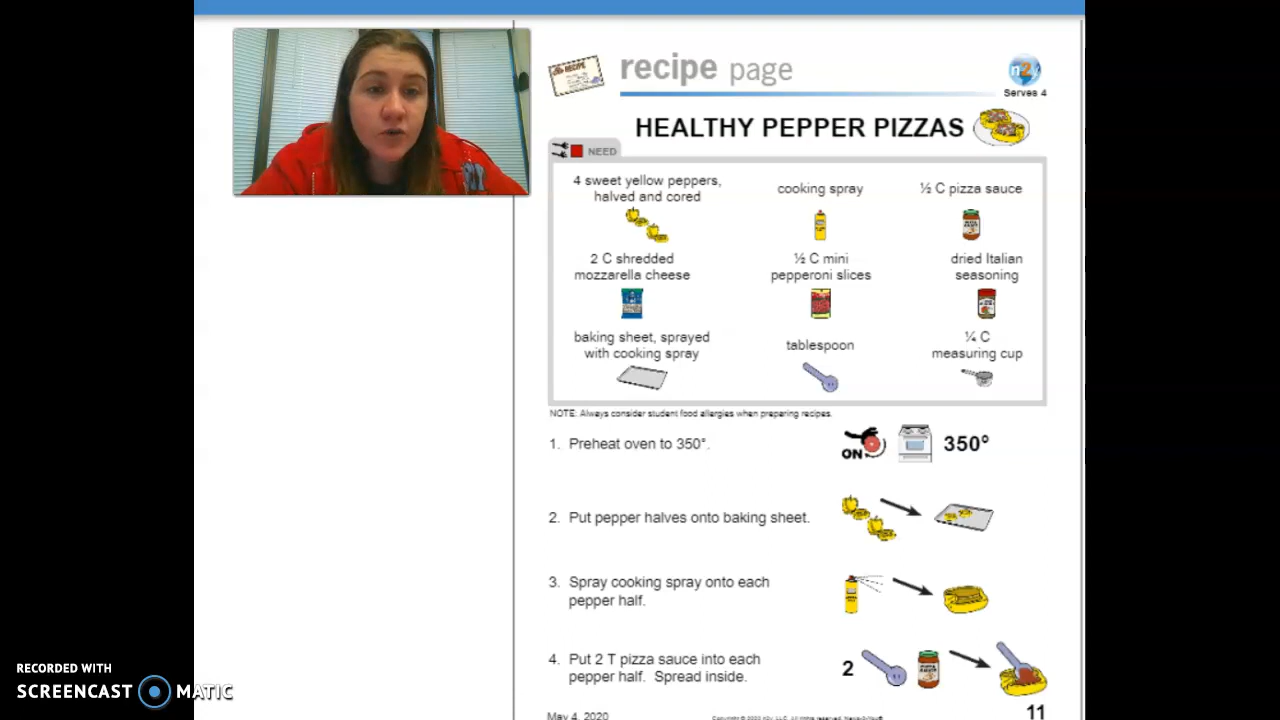 recipe page
n2y
Serves 4
HEALTHY PEPPER PIZZAS
NEED
4 sweet yellow peppers,
halved and cored
cooking spray
½ C pizza sauce
2 C shredded
mozzarella cheese
½ C mini
pepperoni slices
dried Italian
seasoning
baking sheet, sprayed
with cooking spray
tablespoon
¼ C
measuring cup
NOTE: Always consider student food allergies when preparing recipes.
1. Preheat oven to 350°.
ON
350°
2. Put pepper halves onto baking sheet.
3. Spray cooking spray onto each
pepper half.
4. Put 2 T pizza sauce into each
pepper half. Spread inside.
2
May 4, 2020
11
RECORDED WITH
SCREENCAST MATIC